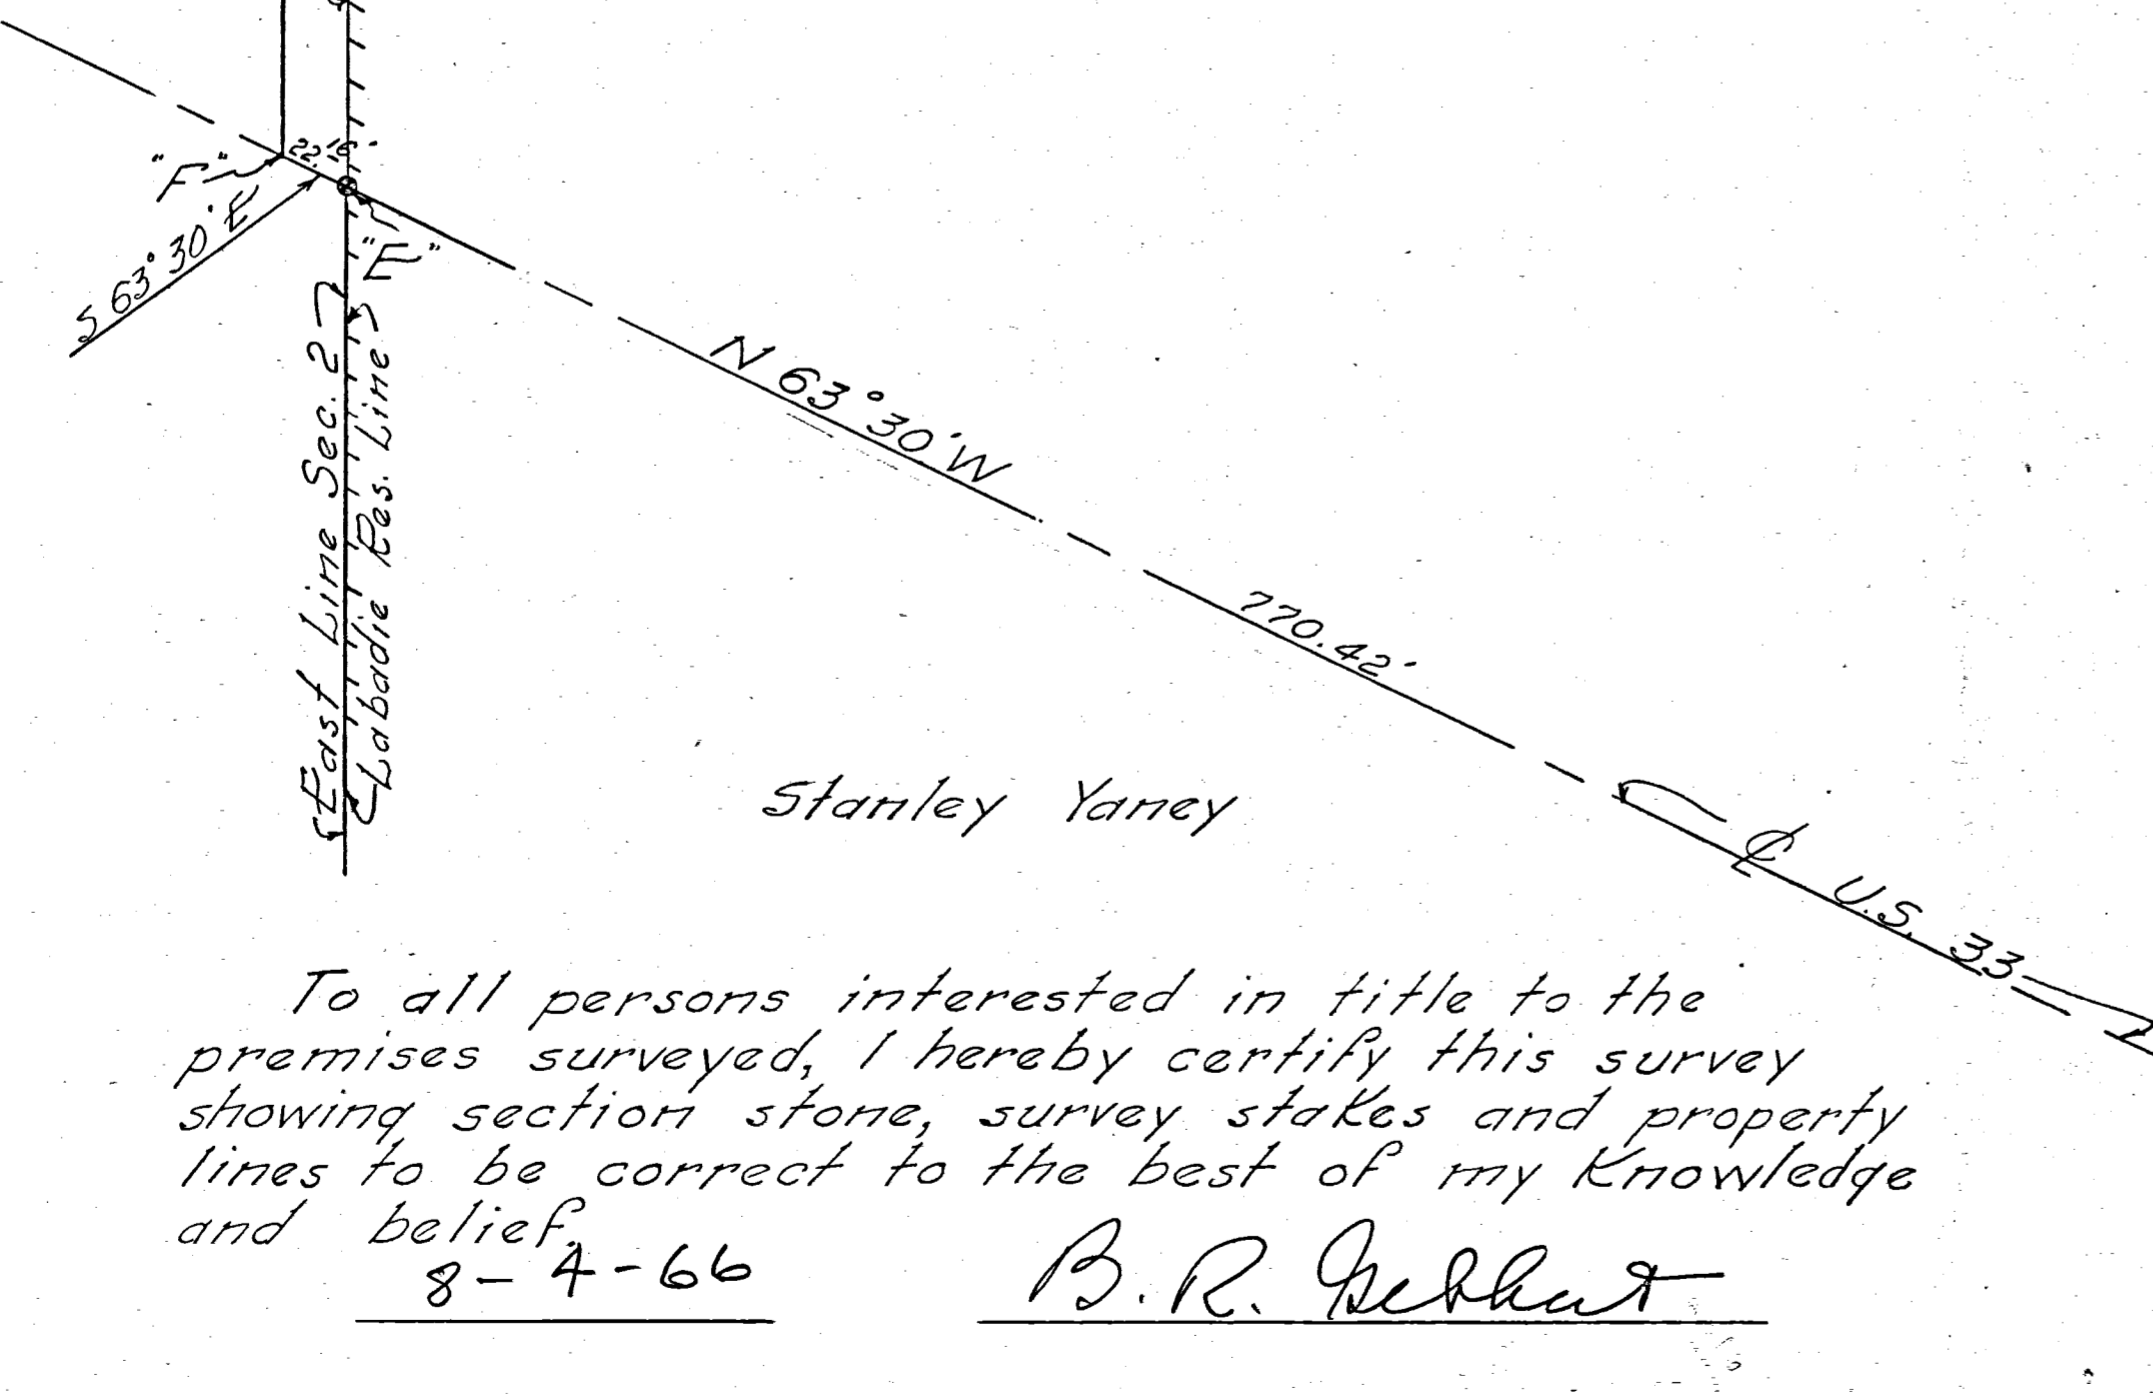 22.16'
"F"
S 63° 30' E
"E"
East Line Sec. 2
Labadie Res. Line
N 63° 30' W
770.42'
Stanley Yaney
℄ U.S. 33
To all persons interested in title to the
premises surveyed, I hereby certify this survey
showing section stone, survey stakes and property
lines to be correct to the best of my knowledge
and belief.
8-4-66
B. R. Gebhart